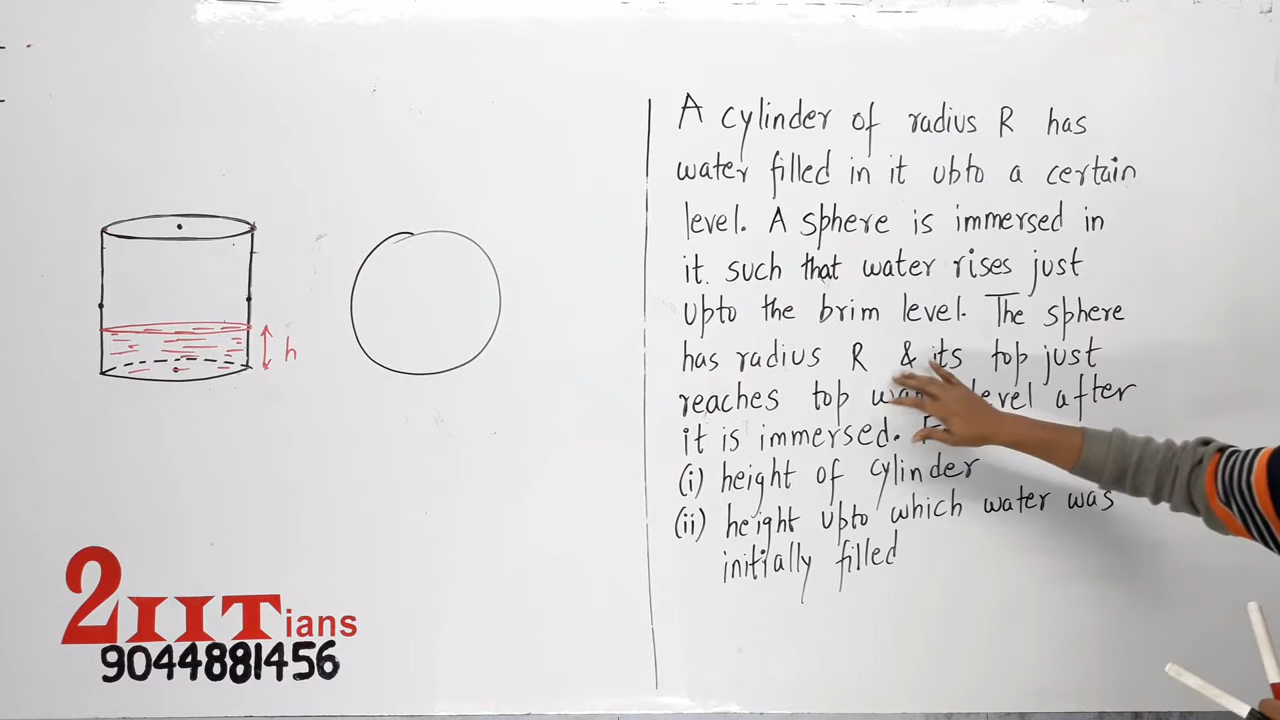 A cylinder of radius R has
water filled in it upto a certain
level. A sphere is immersed in
it such that water rises just
upto the brim level. The sphere
has radius R & its top just
reaches top level after
it is immersed.
(i) height of cylinder
(ii) height upto which water was
initially filled
h
2IITians
9044881456